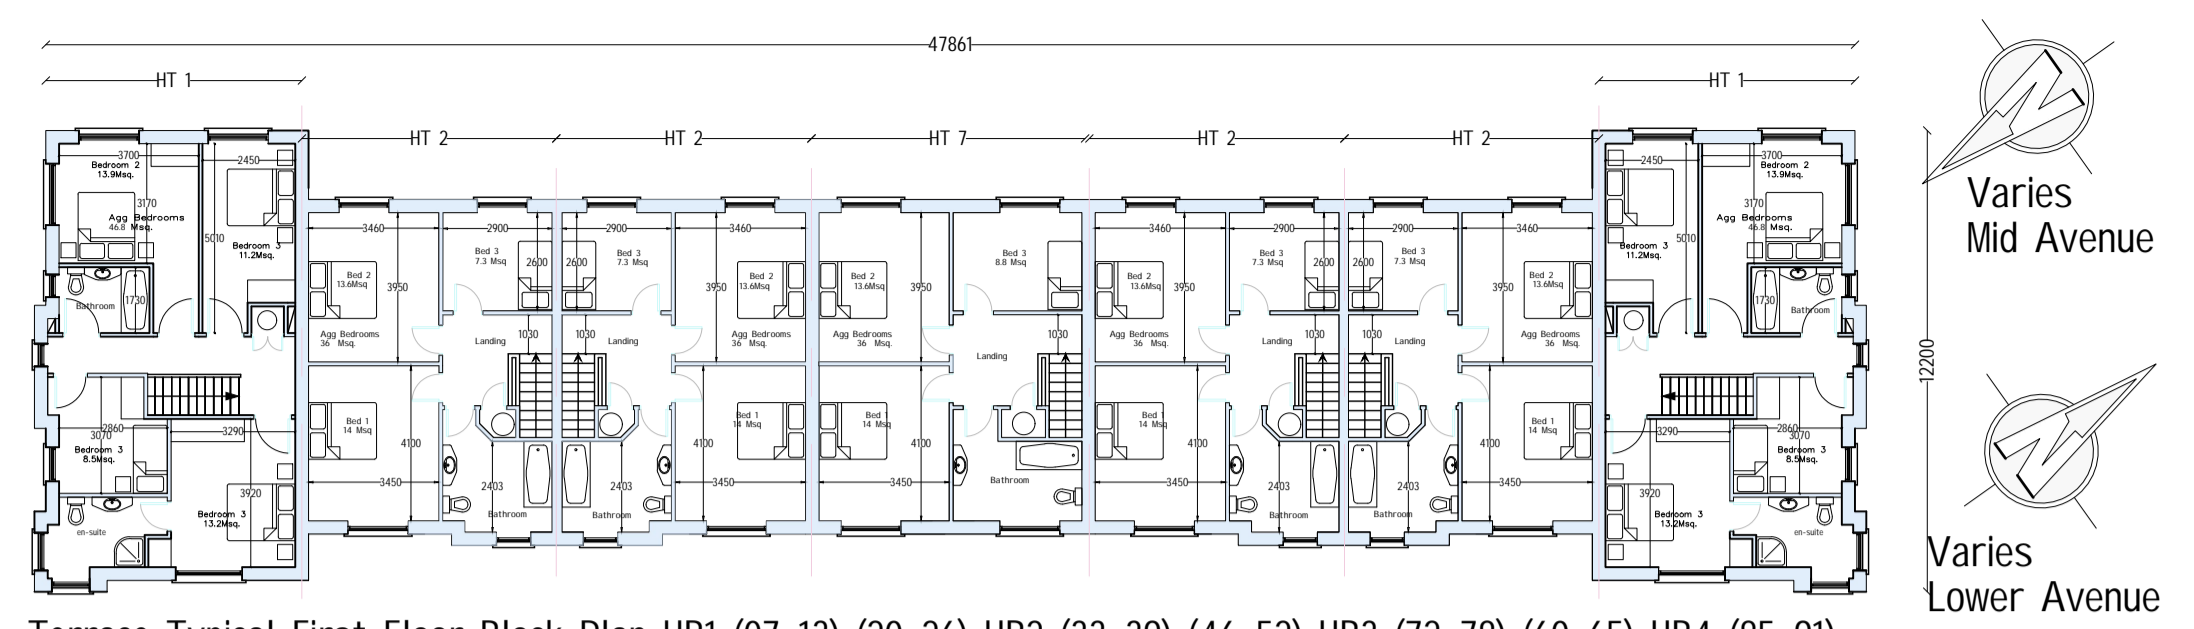 47861
HT 1
HT 1
HT 2
HT 2
HT 7
HT 2
HT 2
3700
Bedroom 2
13.9Msq.
3170
Agg Bedrooms
46.8 Msq.
2450
5010
Bedroom 3
11.2Msq.
Bathroom
1730
2860
3070
Bedroom 3
8.5Msq.
3290
3920
Bedroom 3
13.2Msq.
en-suite
3460
Bed 2
13.6Msq
3950
Agg Bedrooms
36 Msq.
2900
Bed 3
7.3 Msq
2600
1030
Landing
Bed 1
14 Msq
4100
3450
2403
Bathroom
2900
2600
Bed 3
7.3 Msq
1030
Landing
3460
Bed 2
13.6Msq
3950
Agg Bedrooms
36 Msq.
Bed 1
14 Msq
4100
3450
2403
Bathroom
Bed 2
13.6Msq
3950
Agg Bedrooms
36 Msq.
Bed 3
8.8 Msq
1030
Landing
Bed 1
14 Msq
4100
3450
Bathroom
3460
Bed 2
13.6Msq
3950
Agg Bedrooms
36 Msq.
2900
Bed 3
7.3 Msq
2600
1030
Landing
Bed 1
14 Msq
4100
3450
2403
Bathroom
2900
2600
Bed 3
7.3 Msq
1030
Landing
3460
Bed 2
13.6Msq
3950
Agg Bedrooms
36 Msq.
Bed 1
14 Msq
4100
3450
2403
Bathroom
2450
5010
Bedroom 3
11.2Msq.
3700
Bedroom 2
13.9Msq.
3170
Agg Bedrooms
46.8 Msq.
1730
Bathroom
3290
3920
Bedroom 3
13.2Msq.
2860
3070
Bedroom 3
8.5Msq.
en-suite
12200
N
Varies
Mid Avenue
N
Varies
Lower Avenue
Terrace Typical First Floor Block Plan